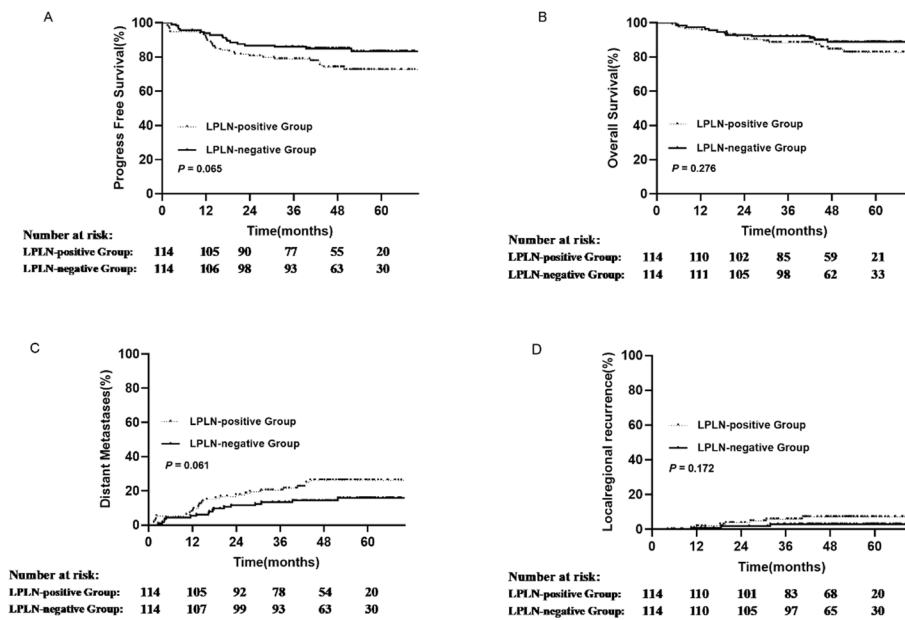 A
Progress Free Survival(%)
100
80
60
40
20
0
LPLN-positive Group
LPLN-negative Group
P = 0.065
0 12 24 36 48 60
Time(months)
Number at risk:
LPLN-positive Group: 114 105 90 77 55 20
LPLN-negative Group: 114 106 98 93 63 30
B
Overall Survival(%)
100
80
60
40
20
0
LPLN-positive Group
LPLN-negative Group
P = 0.276
0 12 24 36 48 60
Time(months)
Number at risk:
LPLN-positive Group: 114 110 102 85 59 21
LPLN-negative Group: 114 111 105 98 62 33
C
Distant Metastases(%)
100
80
60
40
20
0
LPLN-positive Group
LPLN-negative Group
P = 0.061
0 12 24 36 48 60
Time(months)
Number at risk:
LPLN-positive Group: 114 105 92 78 54 20
LPLN-negative Group: 114 107 99 93 63 30
D
Localregional recurrence(%)
100
80
60
40
20
0
LPLN-positive Group
LPLN-negative Group
P = 0.172
0 12 24 36 48 60
Time(months)
Number at risk:
LPLN-positive Group: 114 110 101 83 68 20
LPLN-negative Group: 114 110 105 97 65 30